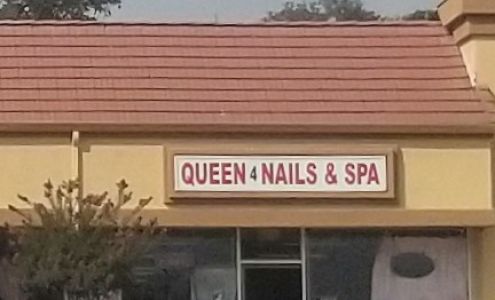 QUEEN 4 NAILS & SPA